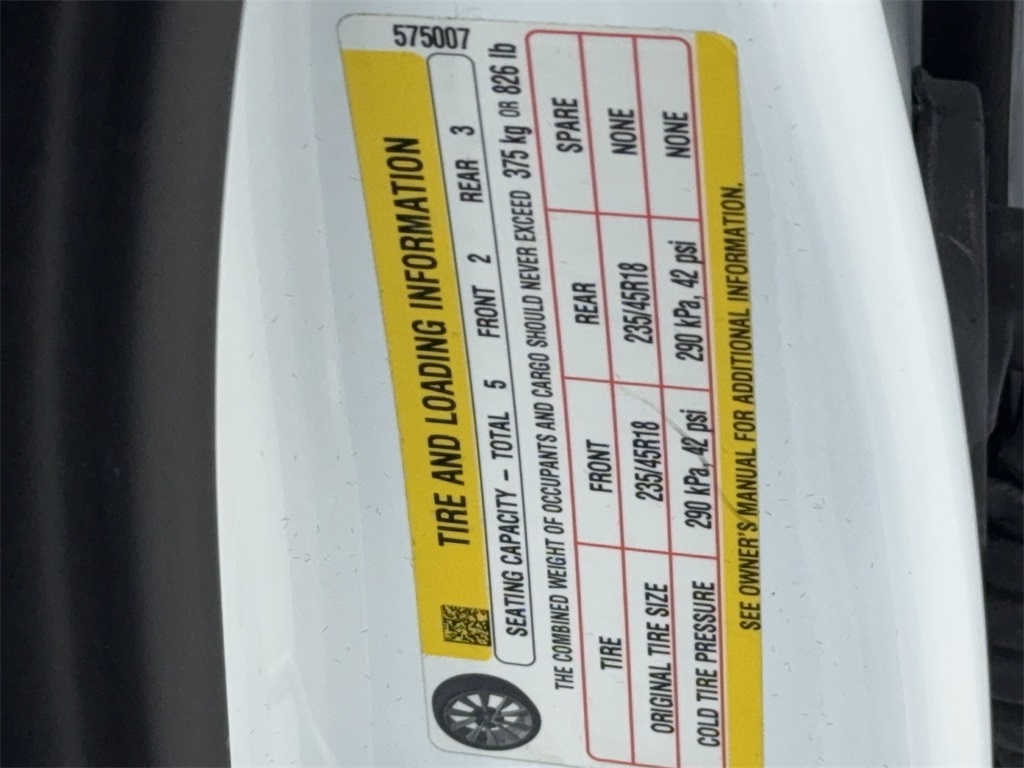 575007
TIRE AND LOADING INFORMATION
SEATING CAPACITY – TOTAL 5 FRONT 2 REAR 3
THE COMBINED WEIGHT OF OCCUPANTS AND CARGO SHOULD NEVER EXCEED 375 kg OR 826 lb
TIRE FRONT REAR SPARE
ORIGINAL TIRE SIZE 235/45R18 235/45R18 NONE
COLD TIRE PRESSURE 290 kPa, 42 psi 290 kPa, 42 psi NONE
SEE OWNER'S MANUAL FOR ADDITIONAL INFORMATION.